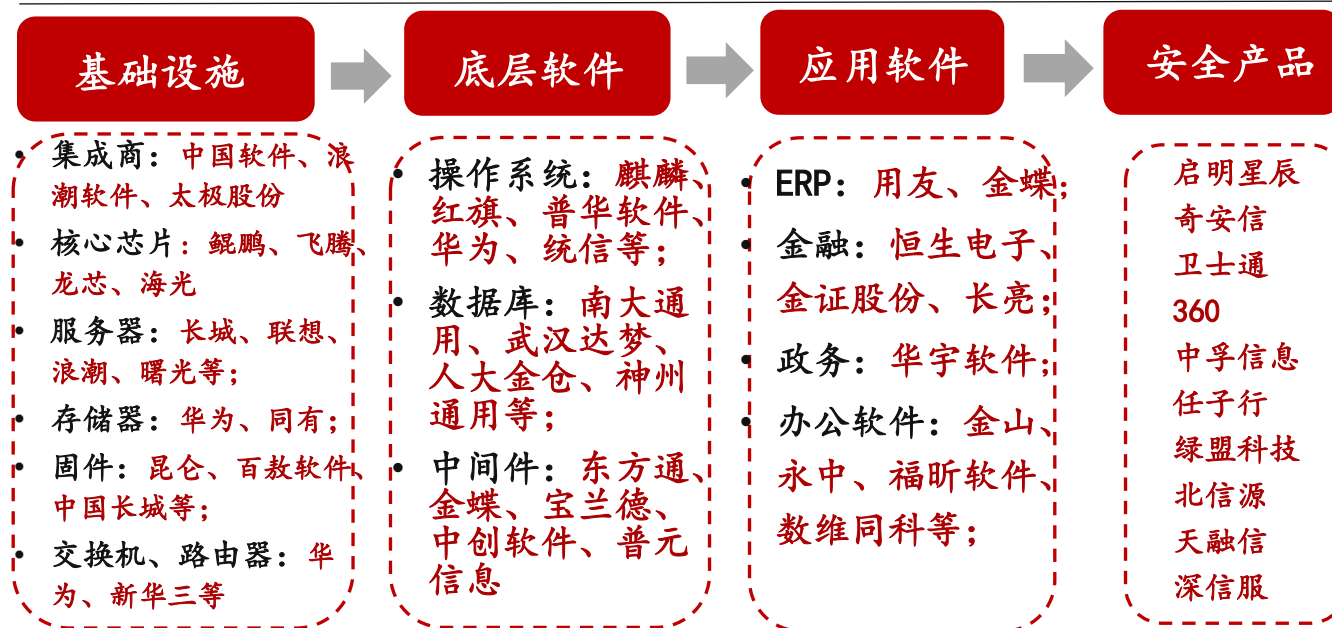 基础设施
底层软件
应用软件
安全产品
• 集成商：中国软件、浪
潮软件、太极股份
• 核心芯片：鲲鹏、飞腾、
龙芯、海光
• 服务器：长城、联想、
浪潮、曙光等；
• 存储器：华为、同有；
• 固件：昆仑、百敖软件、
中国长城等；
• 交换机、路由器：华
为、新华三等
• 操作系统：麒麟、
红旗、普华软件、
华为、统信等；
• 数据库：南大通
用、武汉达梦、
人大金仓、神州
通用等；
• 中间件：东方通、
金蝶、宝兰德、
中创软件、普元
信息
• ERP：用友、金蝶；
• 金融：恒生电子、
金证股份、长亮；
• 政务：华宇软件；
• 办公软件：金山、
永中、福昕软件、
数维同科等；
启明星辰
奇安信
卫士通
360
中孚信息
任子行
绿盟科技
北信源
天融信
深信服